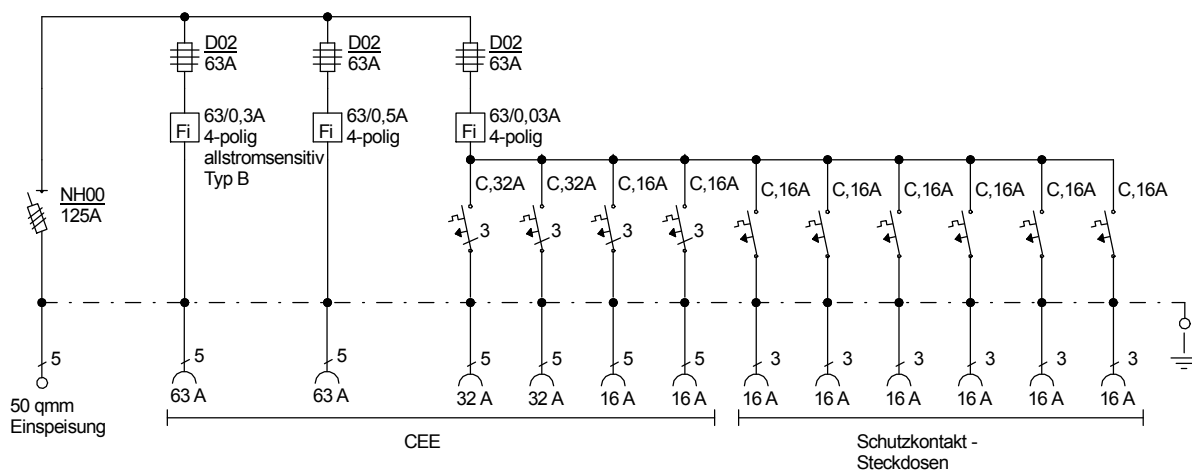 D02
63A
D02
63A
D02
63A
Fi
63/0,3A
4-polig
allstromsensitiv
Typ B
Fi
63/0,5A
4-polig
Fi
63/0,03A
4-polig
NH00
125A
C,32A
C,32A
C,16A
C,16A
C,16A
C,16A
C,16A
C,16A
C,16A
C,16A
3
3
3
3
5
5
5
5
5
5
5
3
3
3
3
3
3
63 A
63 A
32 A
32 A
16 A
16 A
16 A
16 A
16 A
16 A
16 A
16 A
50 qmm
Einspeisung
CEE
Schutzkontakt -
Steckdosen